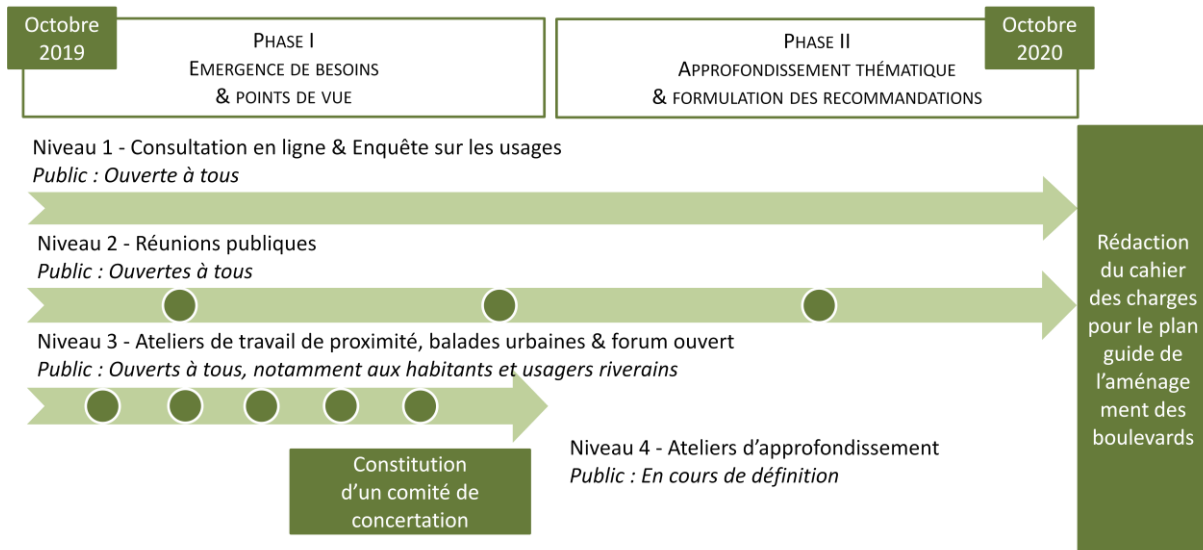 Octobre
2019
PHASE I
EMERGENCE DE BESOINS
& POINTS DE VUE
PHASE II
APPROFONDISSEMENT THÉMATIQUE
& FORMULATION DES RECOMMANDATIONS
Octobre
2020
Niveau 1 - Consultation en ligne & Enquête sur les usages
Public : Ouverte à tous
Niveau 2 - Réunions publiques
Public : Ouvertes à tous
Niveau 3 - Ateliers de travail de proximité, balades urbaines & forum ouvert
Public : Ouverts à tous, notamment aux habitants et usagers riverains
Constitution
d'un comité de
concertation
Niveau 4 - Ateliers d'approfondissement
Public : En cours de définition
Rédaction
du cahier
des charges
pour le plan
guide de
l'aménage
ment des
boulevards